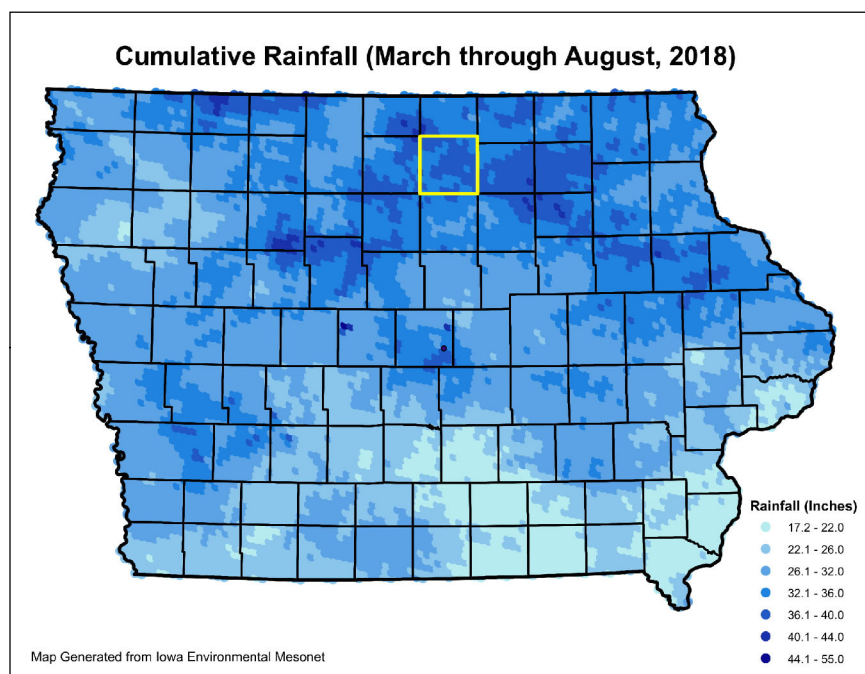 Cumulative Rainfall (March through August, 2018)
Rainfall (Inches)
17.2 - 22.0
22.1 - 26.0
26.1 - 32.0
32.1 - 36.0
36.1 - 40.0
40.1 - 44.0
44.1 - 55.0
Map Generated from Iowa Environmental Mesonet